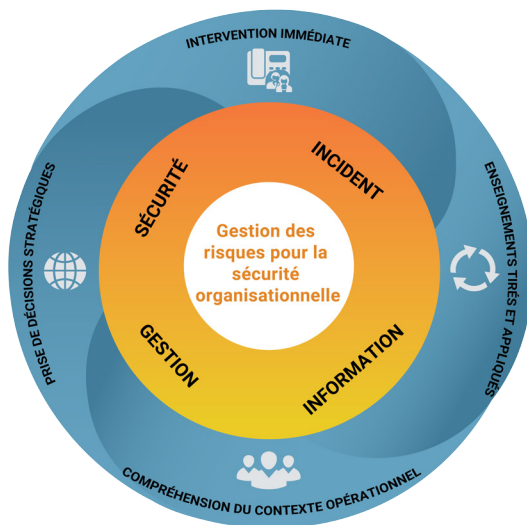 INTERVENTION IMMÉDIATE
SÉCURITÉ
INCIDENT
PRISE DE DÉCISIONS STRATÉGIQUES
Gestion des
risques pour la
sécurité
organisationnelle
ENSEIGNEMENTS TIRÉS ET APPLIQUÉS
GESTION
INFORMATION
COMPRÉHENSION DU CONTEXTE OPÉRATIONNEL